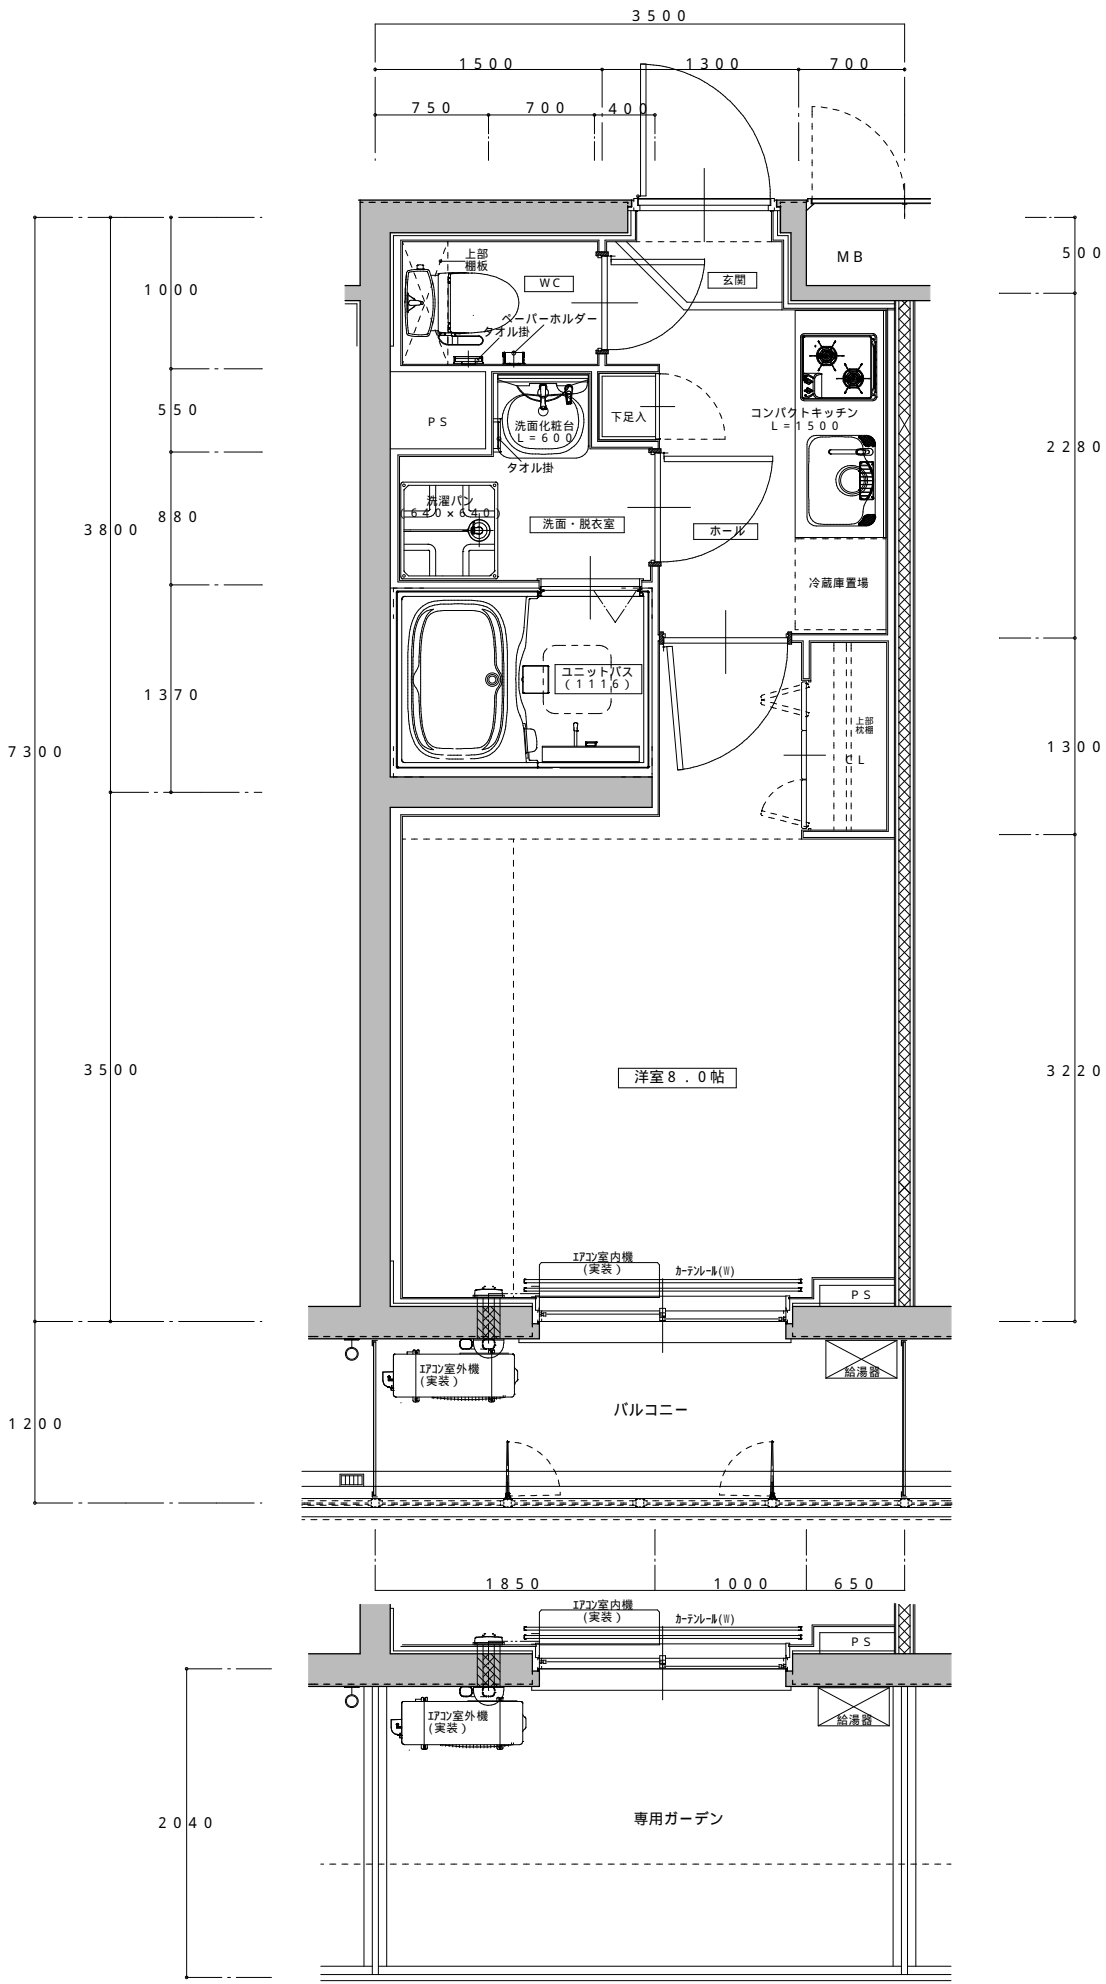 3500
1500
1300
700
750
700
400
500
MB
上部
棚板
WC
玄関
1000
ペーパーホルダー
タオル掛
550
PS
洗面化粧台
L=600
下足入
コンパクトキッチン
L=1500
2280
タオル掛
洗濯パン
(640×640)
880
3800
洗面・脱衣室
ホール
冷蔵庫置場
ユニットバス
(1116)
1370
上部
枕棚
CL
1300
7300
3500
洋室8.0帖
3220
エアコン室内機
(実装)
カーテンレール(W)
PS
エアコン室外機
(実装)
給湯器
バルコニー
1200
1850
1000
650
エアコン室内機
(実装)
カーテンレール(W)
PS
エアコン室外機
(実装)
給湯器
専用ガーデン
2040